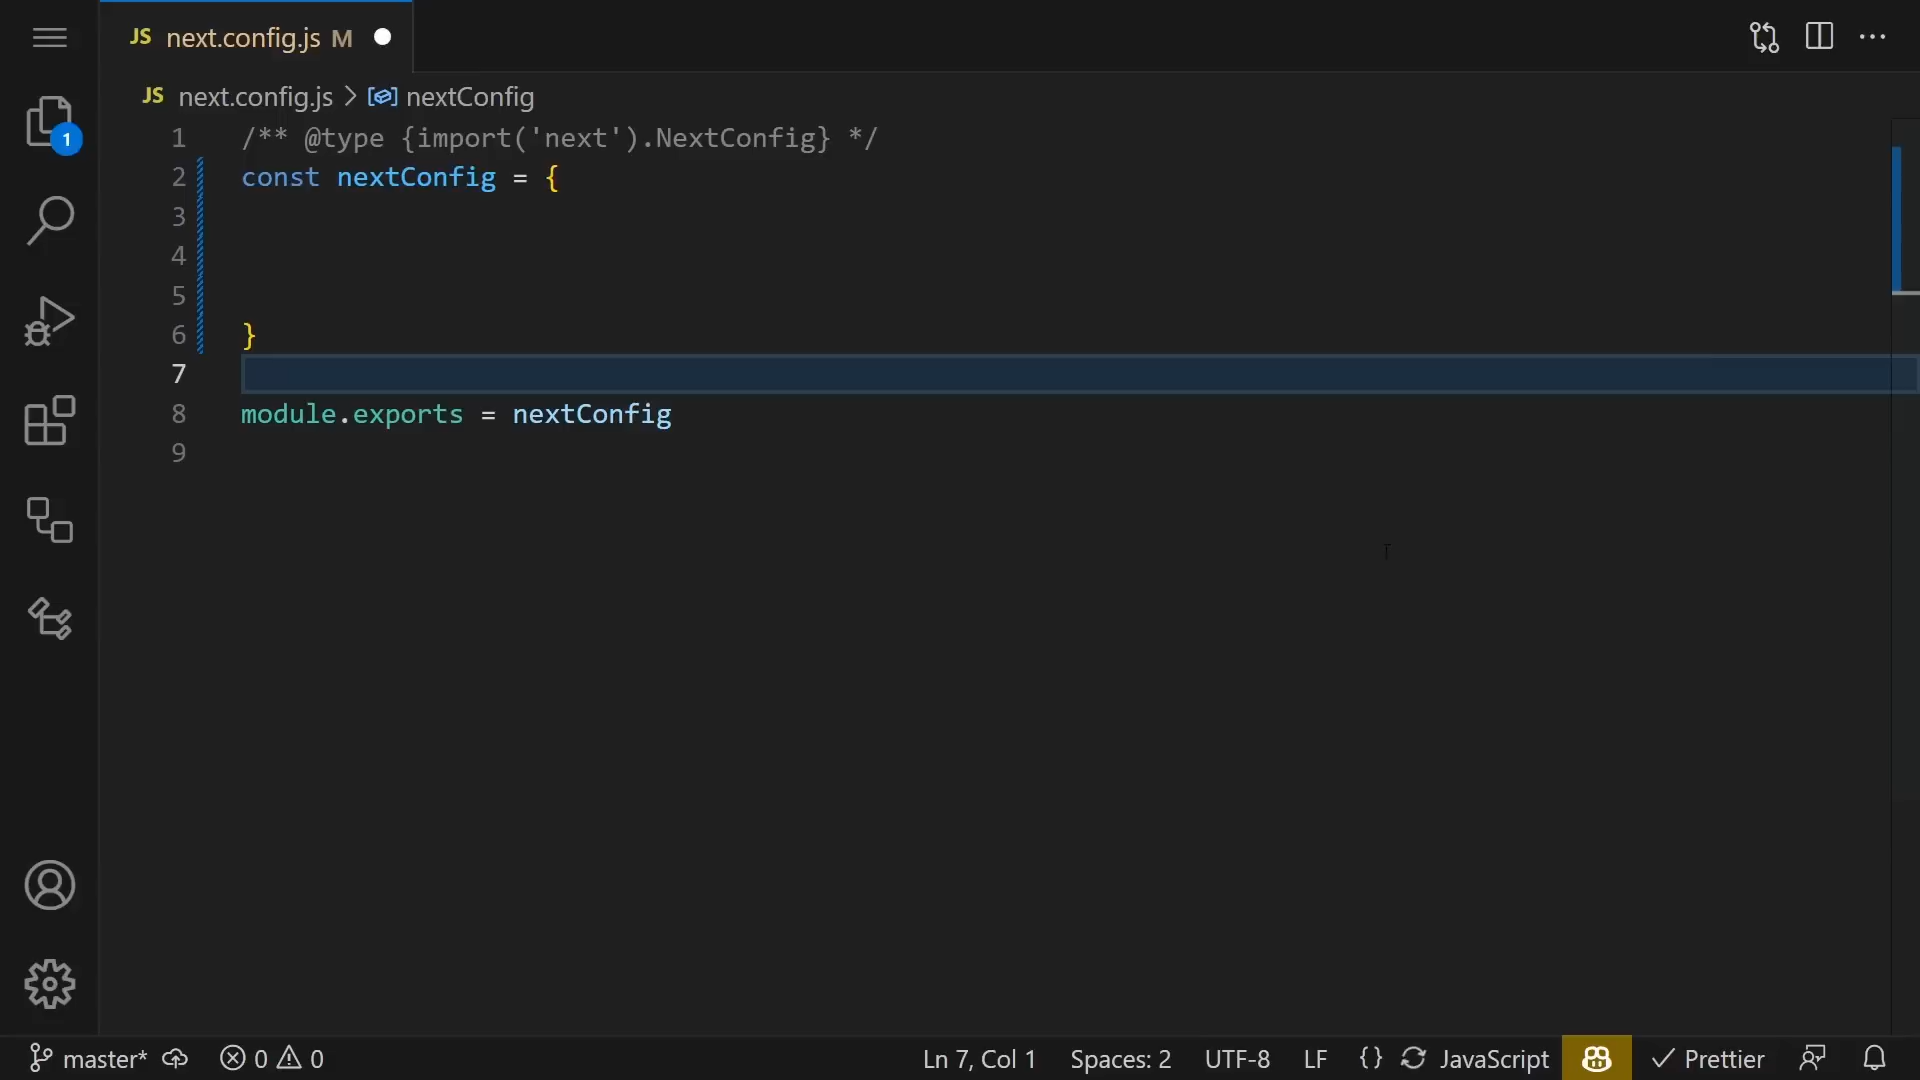 JS next.config.js M
JS next.config.js > nextConfig
1 /** @type {import('next').NextConfig} */
2 const nextConfig = {
3
4
5
6 }
7
8 module.exports = nextConfig
9
1
master* 0 0 Ln 7, Col 1 Spaces: 2 UTF-8 LF {} JavaScript Prettier